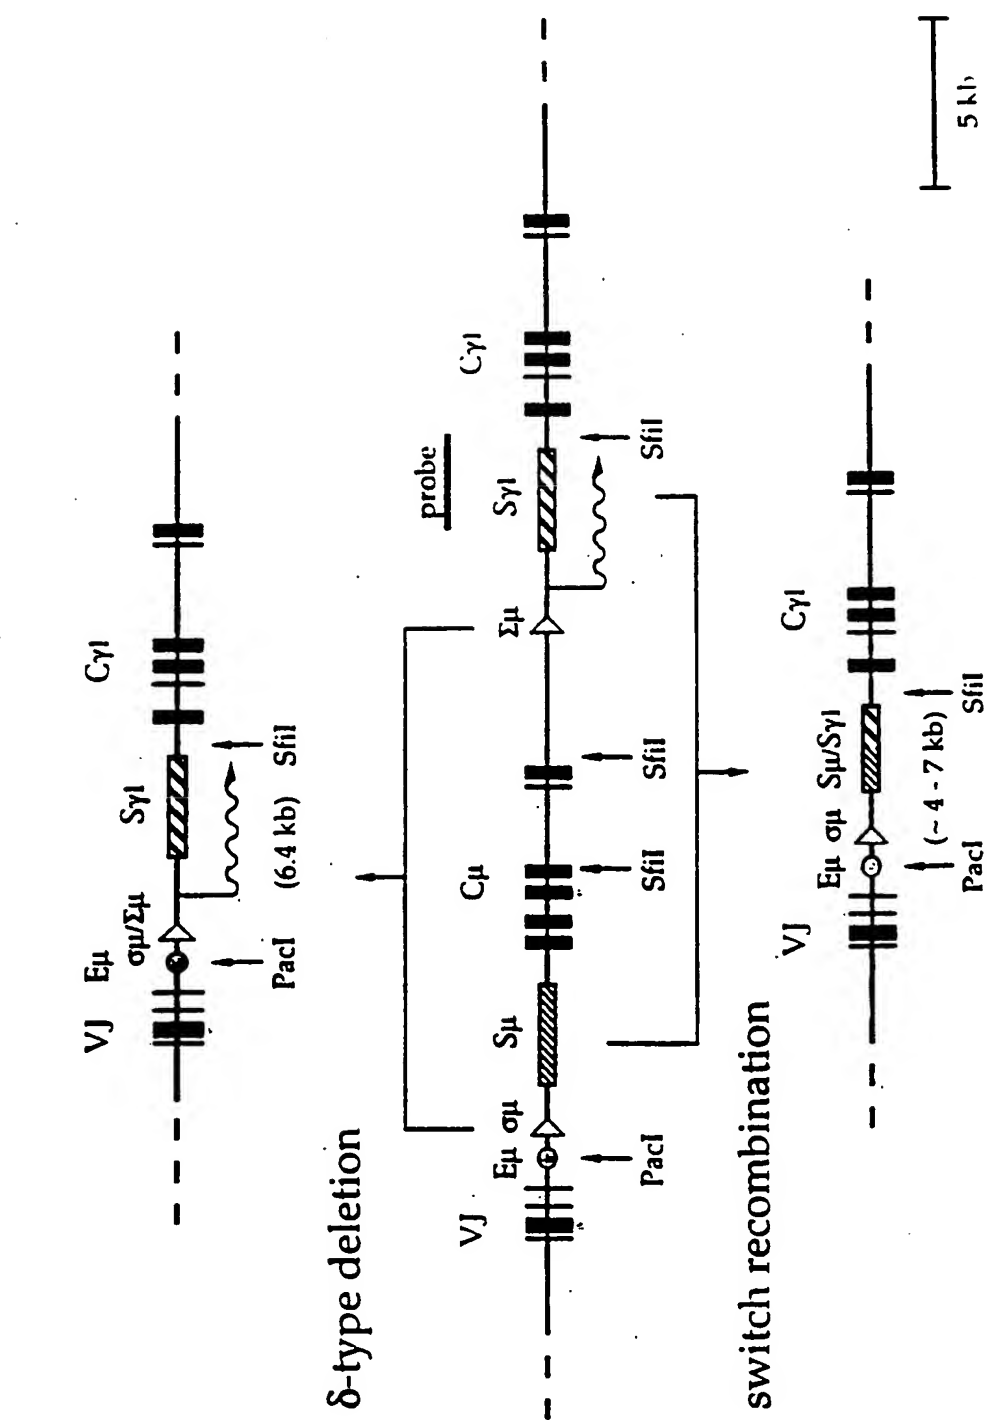 VJ Eμ σμ/Σμ Sγ1 Cγ1
PacI (6.4 kb) SfiI
δ-type deletion
probe
VJ Eμ σμ Sμ Cμ Σμ Sγ1 Cγ1
PacI SfiI SfiI SfiI
switch recombination
VJ Eμ σμ Sμ/Sγ1 Cγ1
PacI (~ 4 - 7 kb) SfiI
5 kb